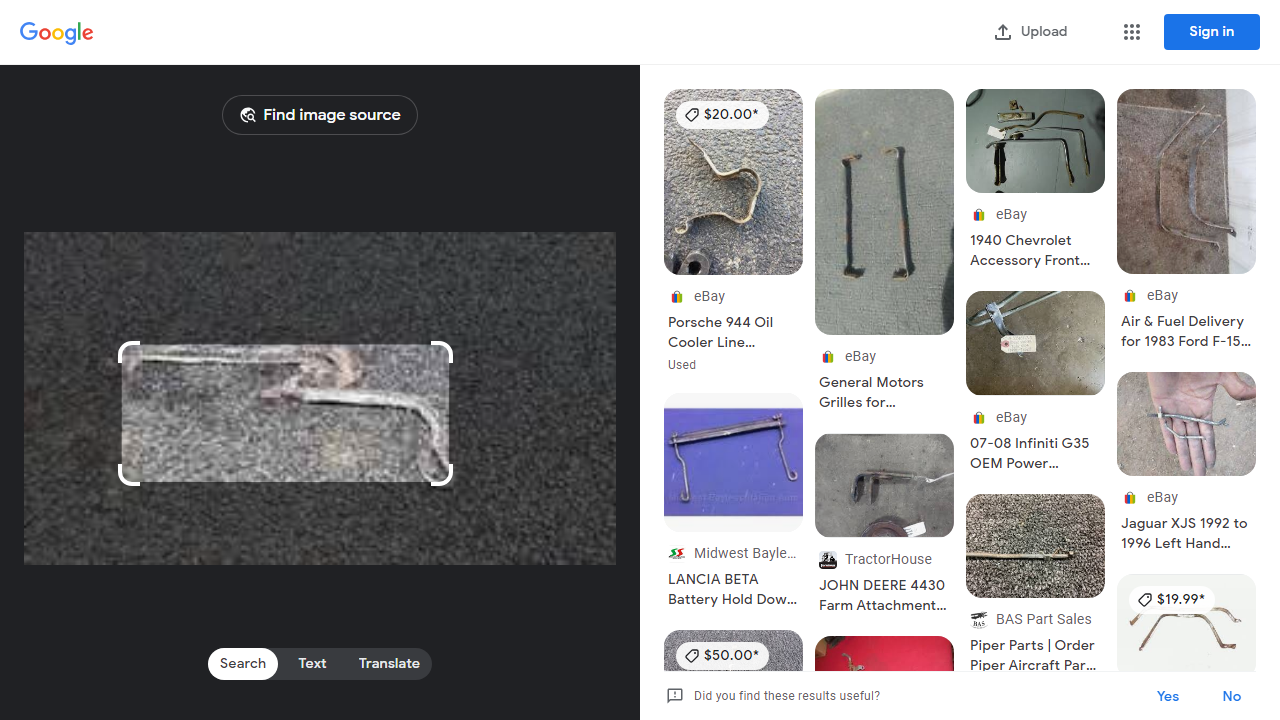 Google
Upload
Sign in
Find image source
Search
Text
Translate
$20.00*
eBay
Porsche 944 Oil
Cooler Line...
Used
Midwest Bayle...
LANCIA BETA
Battery Hold Dow...
$50.00*
eBay
General Motors
Grilles for...
TractorHouse
JOHN DEERE 4430
Farm Attachment...
eBay
1940 Chevrolet
Accessory Front...
eBay
07-08 Infiniti G35
OEM Power...
BAS Part Sales
Piper Parts | Order
Piper Aircraft Par...
eBay
Air & Fuel Delivery
for 1983 Ford F-15...
eBay
Jaguar XJS 1992 to
1996 Left Hand...
$19.99*
Did you find these results useful?
Yes
No